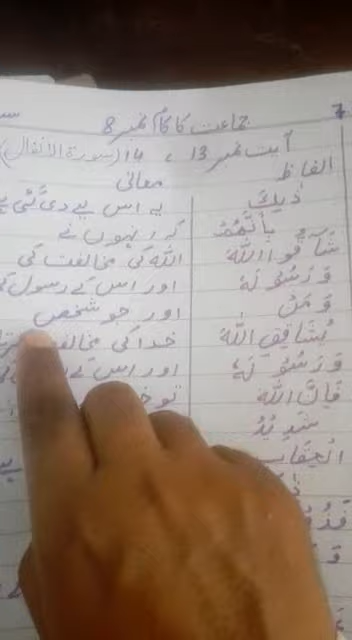 7
جماعت کا کام نمبر 8
آیت نمبر 13 ، 14 (سورۃ الانفال)
الفاظ معانی
ذٰلِكَ یہ اس لیے دی گئی
بِاَنَّهُمْ کہ انہوں نے
شَآقُّوا اللّٰهَ اللہ کی مخالفت کی
وَرَسُوْلَهٗ اور اس کے رسول کی
وَمَنْ اور جو شخص
یُّشَاقِقِ اللّٰهَ خدا کی
وَرَسُوْلَهٗ اور اس کے
فَاِنَّ اللّٰهَ تو
شَدِیْدُ
الْعِقَابِ